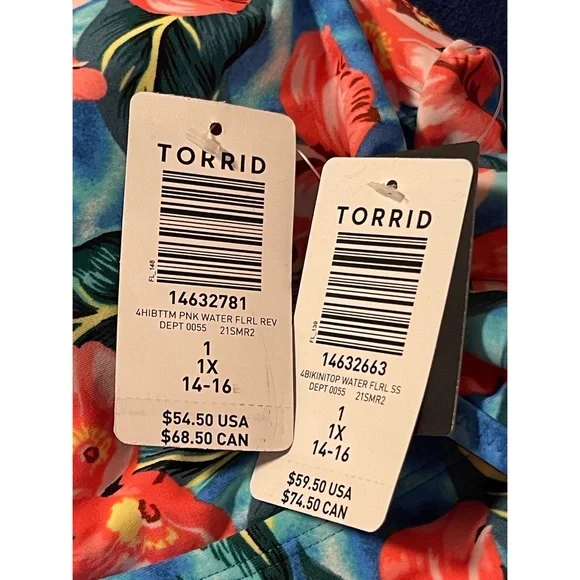 TORRID
FL_148
14632781
4HIBTTM PNK WATER FLRL REV
DEPT 0055 21SMR2
1
1X
14-16
$54.50 USA
$68.50 CAN
TORRID
FL_138
14632663
4BIKINITOP WATER FLRL SS
DEPT 0055 21SMR2
1
1X
14-16
$59.50 USA
$74.50 CAN